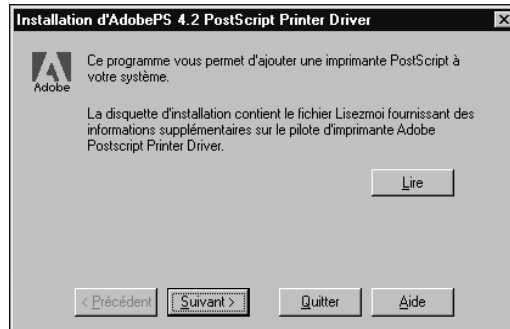 Installation d'AdobePS 4.2 PostScript Printer Driver
Adobe
Ce programme vous permet d'ajouter une imprimante PostScript à
votre système.
La disquette d'installation contient le fichier Lisezmoi fournissant des
informations supplémentaires sur le pilote d'imprimante Adobe
Postscript Printer Driver.
Lire
< Précédent
Suivant >
Quitter
Aide